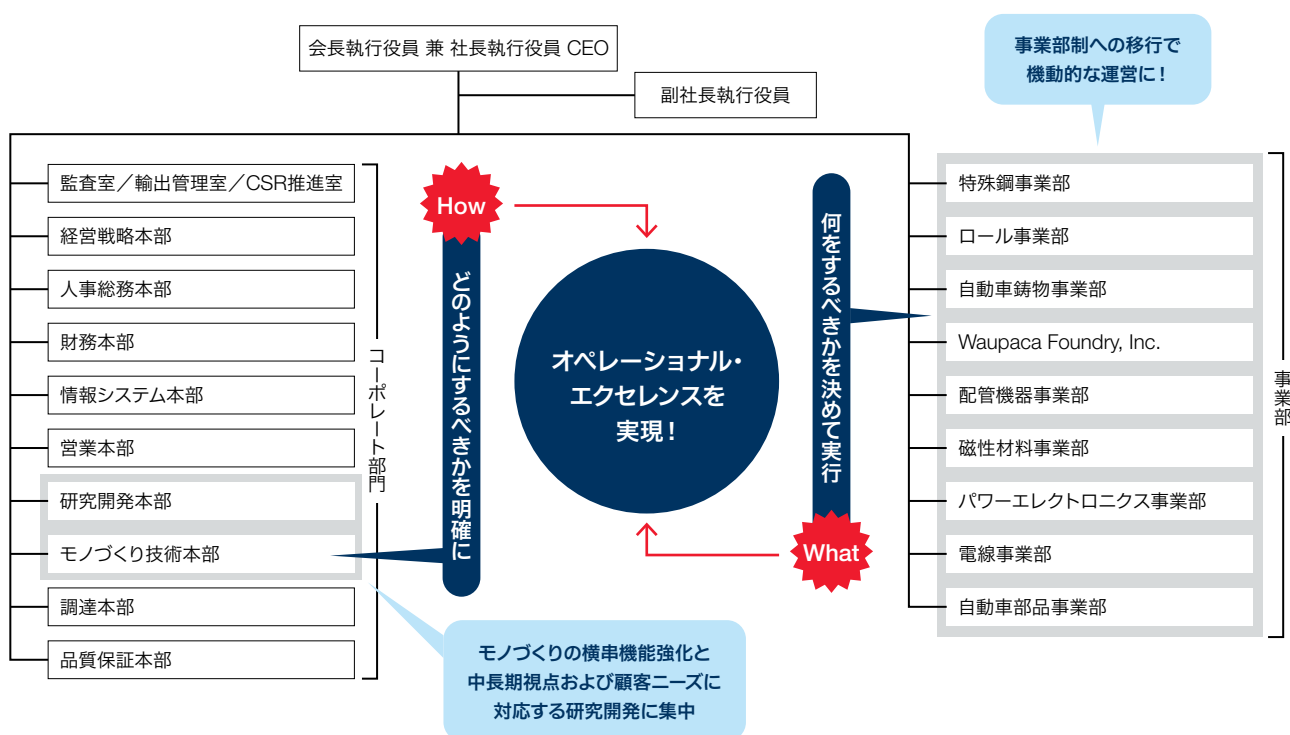 会長執行役員 兼 社長執行役員 CEO
副社長執行役員
事業部制への移行で
機動的な運営に！
監査室／輸出管理室／CSR推進室
経営戦略本部
人事総務本部
財務本部
情報システム本部
営業本部
研究開発本部
モノづくり技術本部
調達本部
品質保証本部
コーポレート部門
How
どのようにするべきかを明確に
オペレーショナル・
エクセレンスを
実現！
何をするべきかを決めて実行
What
特殊鋼事業部
ロール事業部
自動車鋳物事業部
Waupaca Foundry, Inc.
配管機器事業部
磁性材料事業部
パワーエレクトロニクス事業部
電線事業部
自動車部品事業部
事業部
モノづくりの横串機能強化と
中長期視点および顧客ニーズに
対応する研究開発に集中